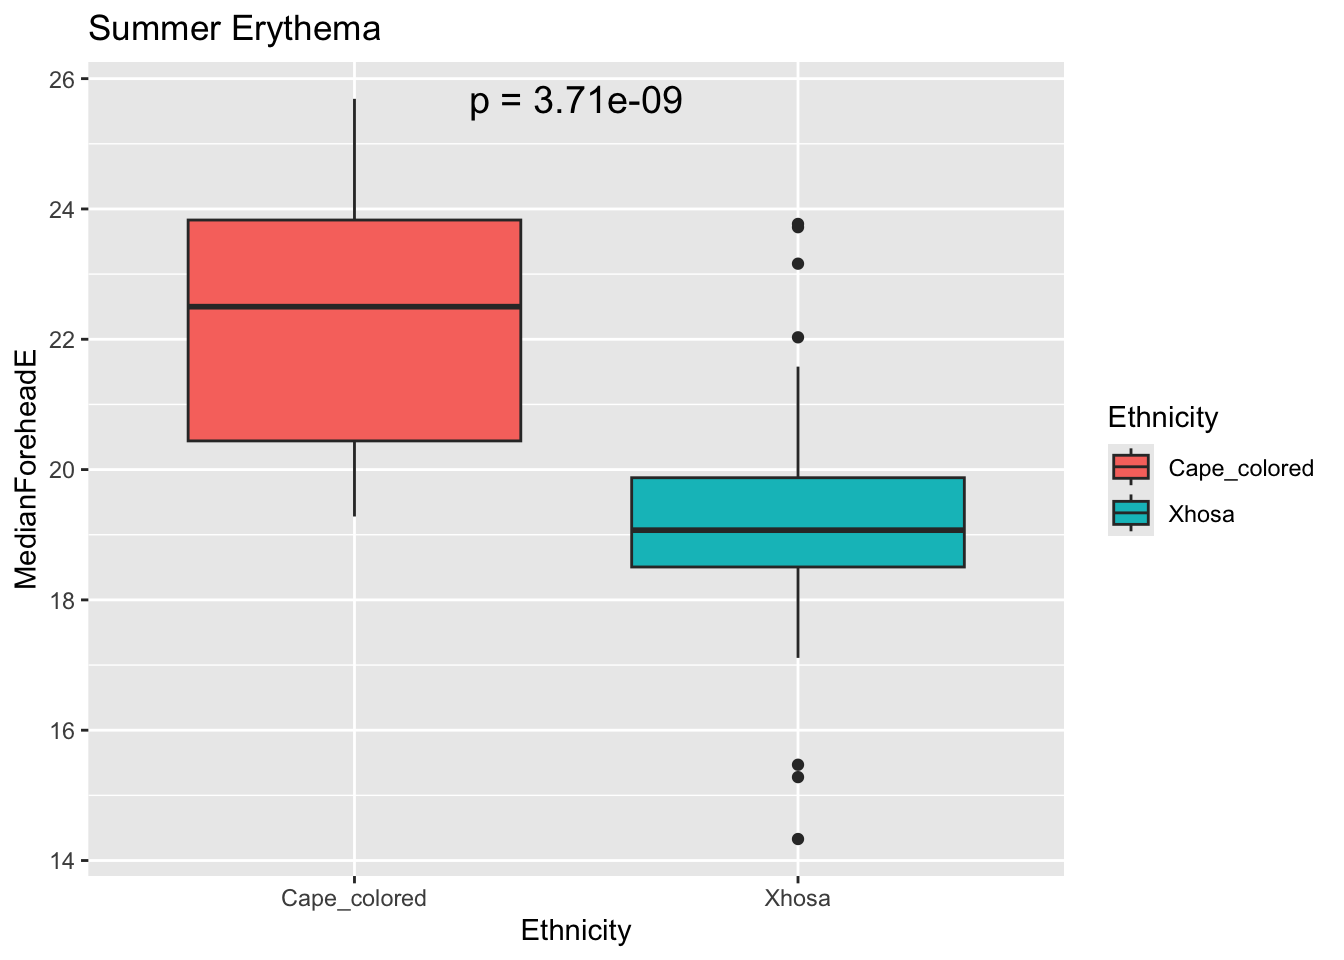 Summer Erythema
p = 3.71e-09
26
24
22
20
18
16
14
MedianForeheadE
Cape_colored
Xhosa
Ethnicity
Ethnicity
Cape_colored
Xhosa